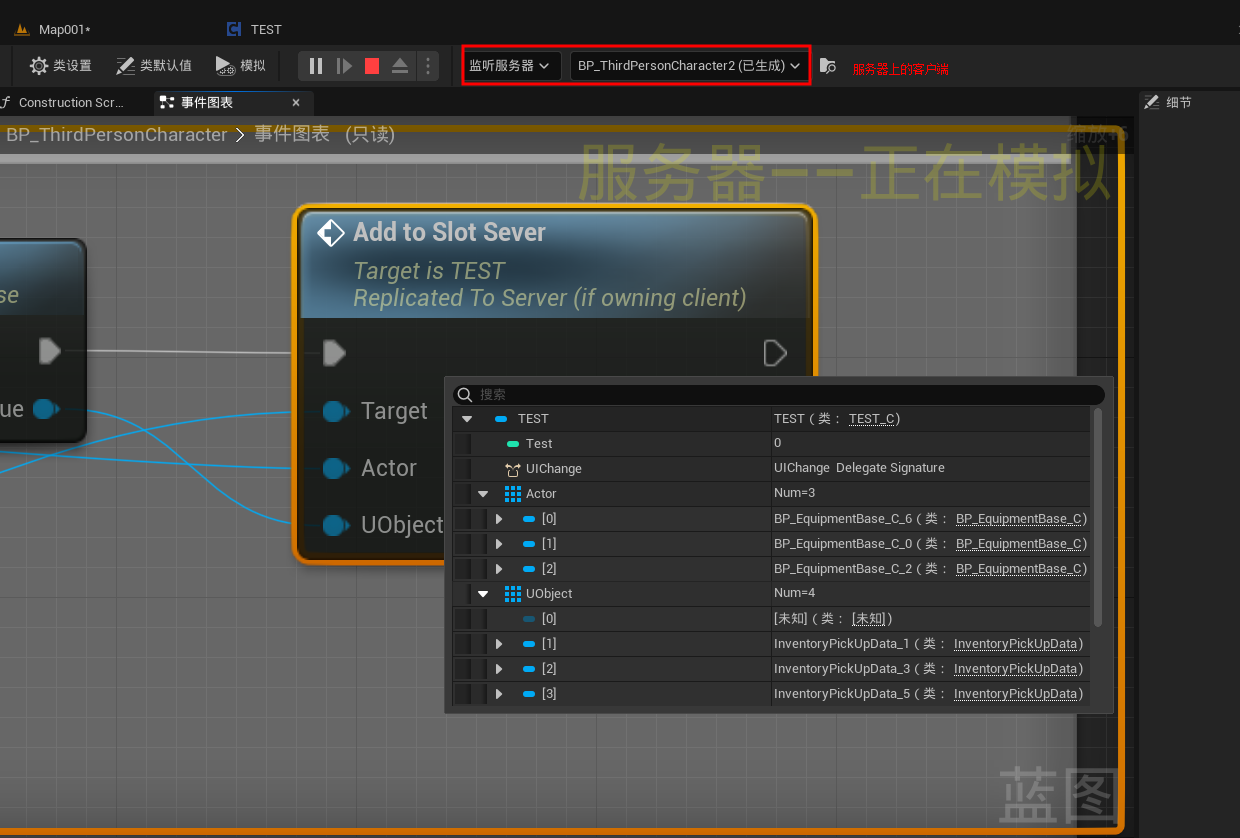 Map001*
TEST
类设置
类默认值
模拟
监听服务器
BP_ThirdPersonCharacter2 (已生成)
服务器上的客户端
Construction Scr...
事件图表
细节
BP_ThirdPersonCharacter > 事件图表 (只读)
缩放+5
服务器——正在模拟
Add to Slot Sever
Target is TEST
Replicated To Server (if owning client)
se
ue
Target
Actor
UObject
搜索
TEST TEST ( 类 : TEST_C )
Test 0
UIChange UIChange Delegate Signature
Actor Num=3
[0] BP_EquipmentBase_C_6 ( 类 : BP_EquipmentBase_C )
[1] BP_EquipmentBase_C_0 ( 类 : BP_EquipmentBase_C )
[2] BP_EquipmentBase_C_2 ( 类 : BP_EquipmentBase_C )
UObject Num=4
[0] [未知] ( 类 : [未知] )
[1] InventoryPickUpData_1 ( 类 : InventoryPickUpData )
[2] InventoryPickUpData_3 ( 类 : InventoryPickUpData )
[3] InventoryPickUpData_5 ( 类 : InventoryPickUpData )
蓝图